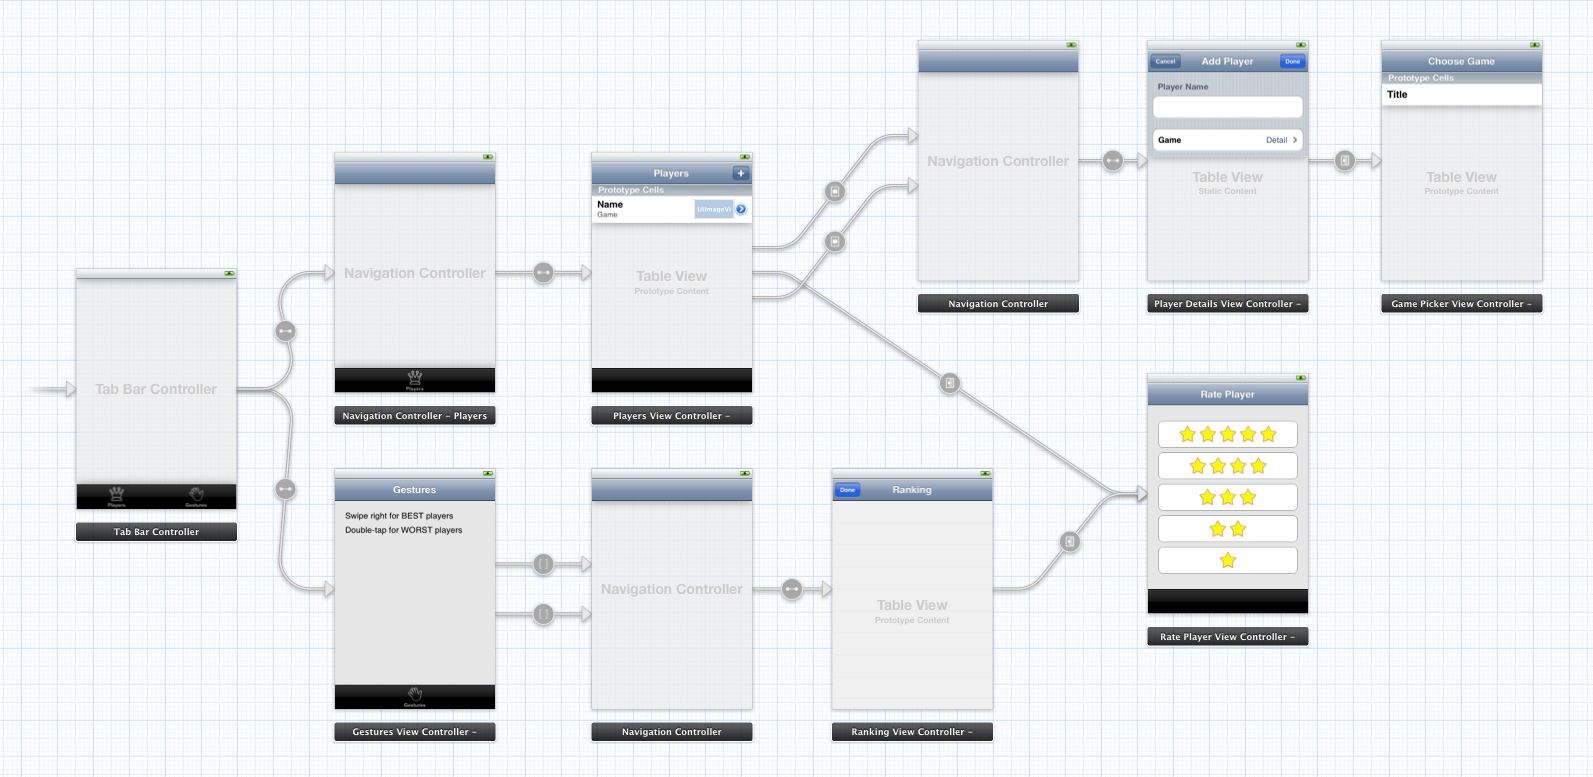 Tab Bar Controller
Players
Gestures
Tab Bar Controller
Navigation Controller
Players
Navigation Controller – Players
Players
+
Prototype Cells
Name
Game
UIImageVi
Table View
Prototype Content
Players View Controller –
Navigation Controller
Navigation Controller
Cancel
Add Player
Done
Player Name
Game
Detail
Table View
Static Content
Player Details View Controller –
Choose Game
Prototype Cells
Title
Table View
Prototype Content
Game Picker View Controller –
Gestures
Swipe right for BEST players
Double-tap for WORST players
Gestures
Gestures View Controller –
Navigation Controller
Navigation Controller
Done
Ranking
Table View
Prototype Content
Ranking View Controller –
Rate Player
Rate Player View Controller –